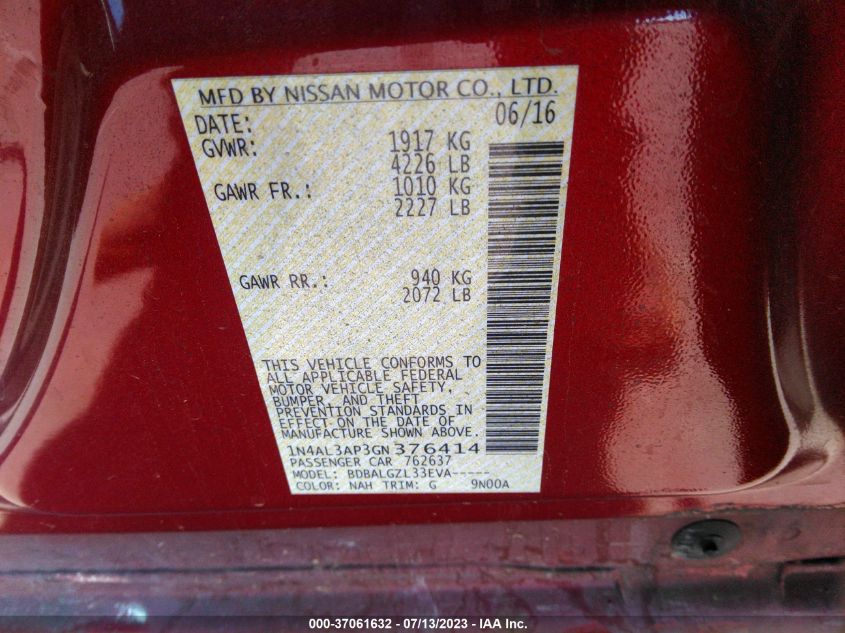 MFD BY NISSAN MOTOR CO., LTD.
DATE: 06/16
GVWR: 1917 KG
4226 LB
GAWR FR.: 1010 KG
2227 LB
GAWR RR.: 940 KG
2072 LB
THIS VEHICLE CONFORMS TO
ALL APPLICABLE FEDERAL
MOTOR VEHICLE SAFETY,
BUMPER, AND THEFT
PREVENTION STANDARDS IN
EFFECT ON THE DATE OF
MANUFACTURE SHOWN ABOVE.
1N4AL3AP3GN376414
PASSENGER CAR 762637
MODEL: BDBALGZL33EVA-----
COLOR: NAH TRIM: G 9N00A
000-37061632 - 07/13/2023 - IAA Inc.